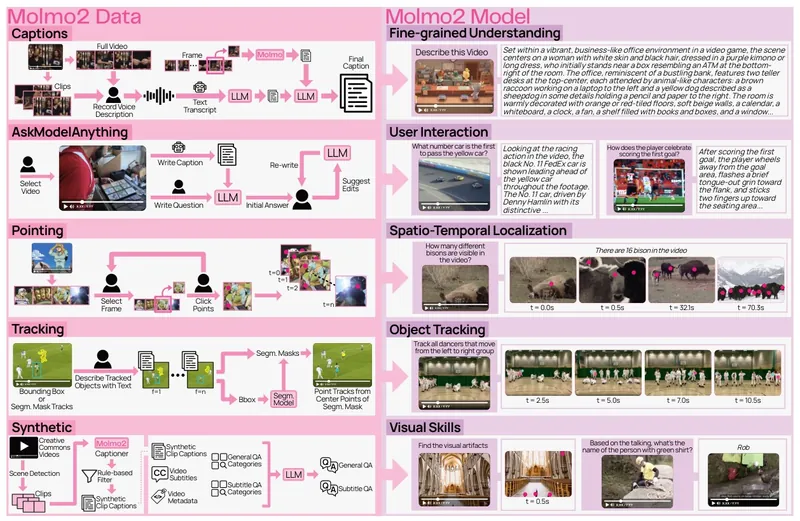 Molmo2 Data
Captions
Full Video
Frame
Molmo
Clips
Record Voice
Description
Text
Transcript
LLM
LLM
Final
Caption
AskModelAnything
Select
Video
Write Caption
Write Question
LLM
Initial Answer
Re-write
LLM
Suggest
Edits
Pointing
Select
Frame
Click
Points
t=0
t=1
t=2
t=n
Tracking
Bounding Box
or
Segm. Mask Tracks
Describe Tracked
Objects with Text
t=1
t=n
Segm. Masks
Bbox
Segm.
Model
Point Tracks from
Center Points of
Segm. Mask
Synthetic
Creative
Commons
Videos
Scene Detection
Clips
Molmo2
Captioner
Rule-based
Filter
Synthetic
Clip Captions
Synthetic
Clip Captions
CC
Video
Subtitles
Video
Metadata
General QA
Categories
Subtitle QA
Categories
LLM
QA
General QA
QA
Subtitle QA
Molmo2 Model
Fine-grained Understanding
Describe this Video
Set within a vibrant, business-like office environment in a video game, the scene
centers on a woman with white skin and black hair, dressed in a purple kimono or
long dress, who initially stands near a box resembling an ATM at the bottom-
right of the room. The office, reminiscent of a bustling bank, features two teller
desks at the top-center, each attended by animal-like characters: a brown
raccoon working on a laptop to the left and a yellow dog described as a
sheepdog in some details holding a pencil and paper to the right. The room is
warmly decorated with orange or red-tiled floors, soft beige walls, a calendar, a
whiteboard, a clock, a fan, a shelf filled with books and boxes, and a window...
User Interaction
What number car is the first
to pass the yellow car?
Looking at the racing
action in the video, the
black No. 11 FedEx car is
shown leading ahead of
the yellow car
throughout the footage.
The No. 11 car, driven by
Denny Hamlin with its
distinctive ...
How does the player celebrate
scoring the first goal?
After scoring the
first goal, the player
wheels away from the goal
area, flashes a brief
tongue-out grin toward
the flank, and sticks
two fingers up toward
the seating area...
Spatio-Temporal Localization
How many different
bisons are visible in
the video?
There are 16 bison in the video
t = 0.0s
t = 0.5s
t = 32.1s
t = 70.3s
Object Tracking
Track all dancers that move
from the left to right group
t = 2.5s
t = 5.0s
t = 7.0s
t = 10.5s
Visual Skills
Find the visual artifacts
t = 0.5s
Based on the talking, what's the
name of the person with green shirt?
Rob